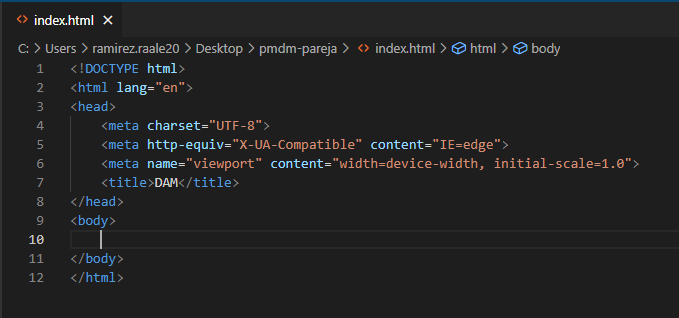 index.html
C: > Users > ramirez.raale20 > Desktop > pmdm-pareja > index.html > html > body
1 <!DOCTYPE html>
2 <html lang="en">
3 <head>
4     <meta charset="UTF-8">
5     <meta http-equiv="X-UA-Compatible" content="IE=edge">
6     <meta name="viewport" content="width=device-width, initial-scale=1.0">
7     <title>DAM</title>
8 </head>
9 <body>
10
11 </body>
12 </html>